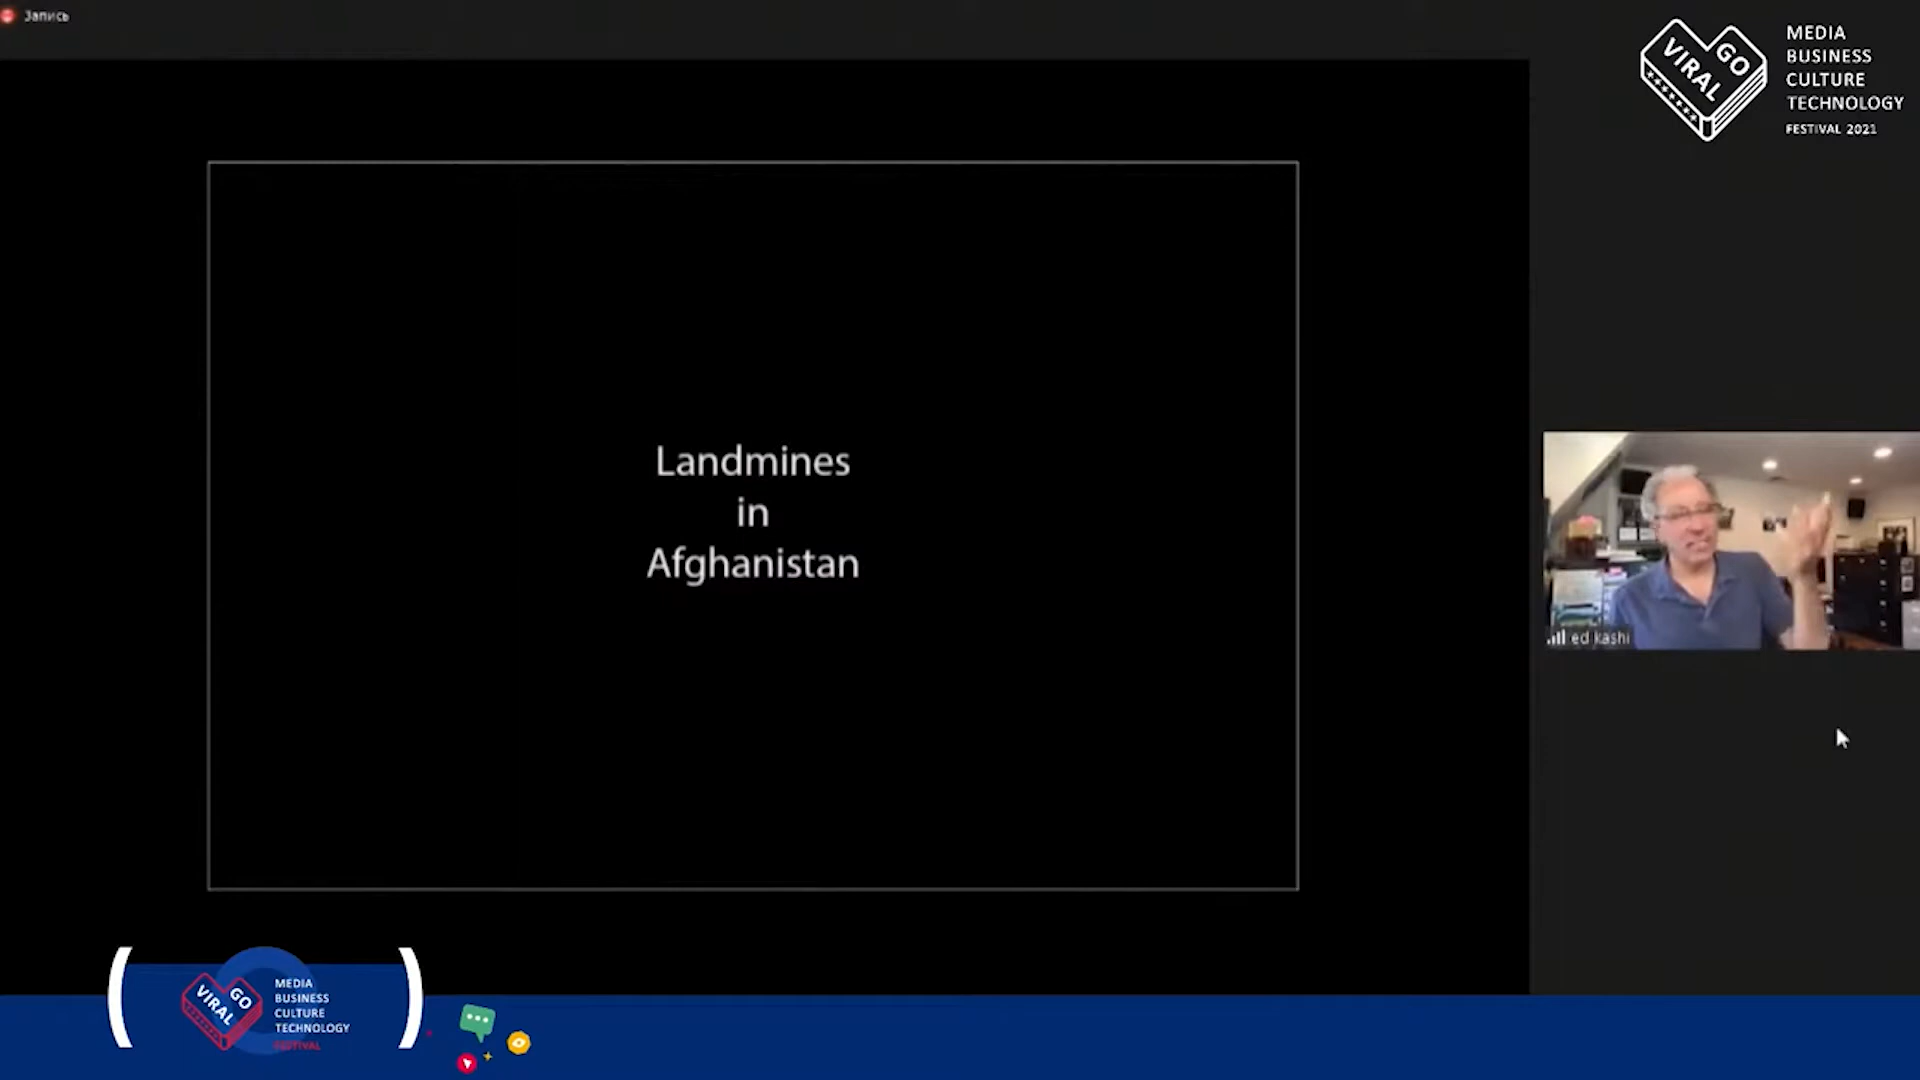 Запись
VIRAL GO
MEDIA
BUSINESS
CULTURE
TECHNOLOGY
FESTIVAL 2021
Landmines
in
Afghanistan
ed kashi
VIRAL GO
MEDIA
BUSINESS
CULTURE
TECHNOLOGY
FESTIVAL